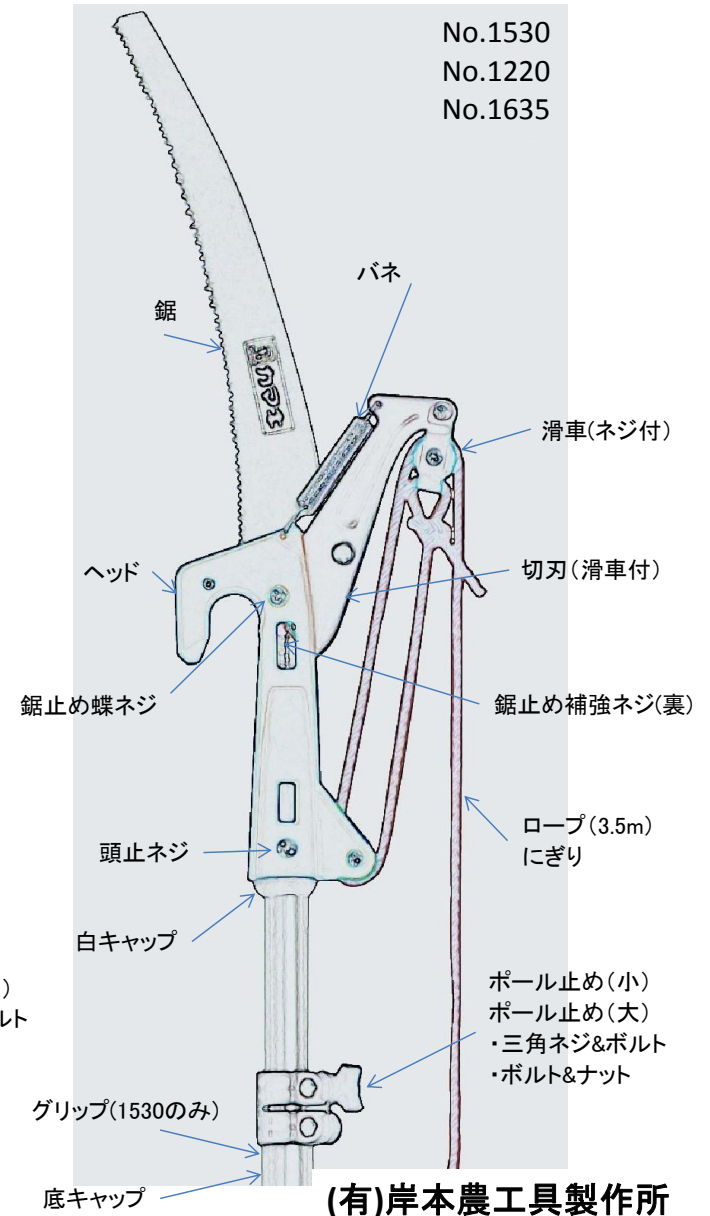 No.1530
No.1220
No.1635
バネ
鋸
カマキ
滑車(ネジ付)
ヘッド
切刃(滑車付)
鋸止め蝶ネジ
鋸止め補強ネジ(裏)
ロープ(3.5m)
にぎり
頭止ネジ
白キャップ
)
ルト
ポール止め(小)
ポール止め(大)
・三角ネジ&ボルト
・ボルト&ナット
グリップ(1530のみ)
底キャップ
(有)岸本農工具製作所